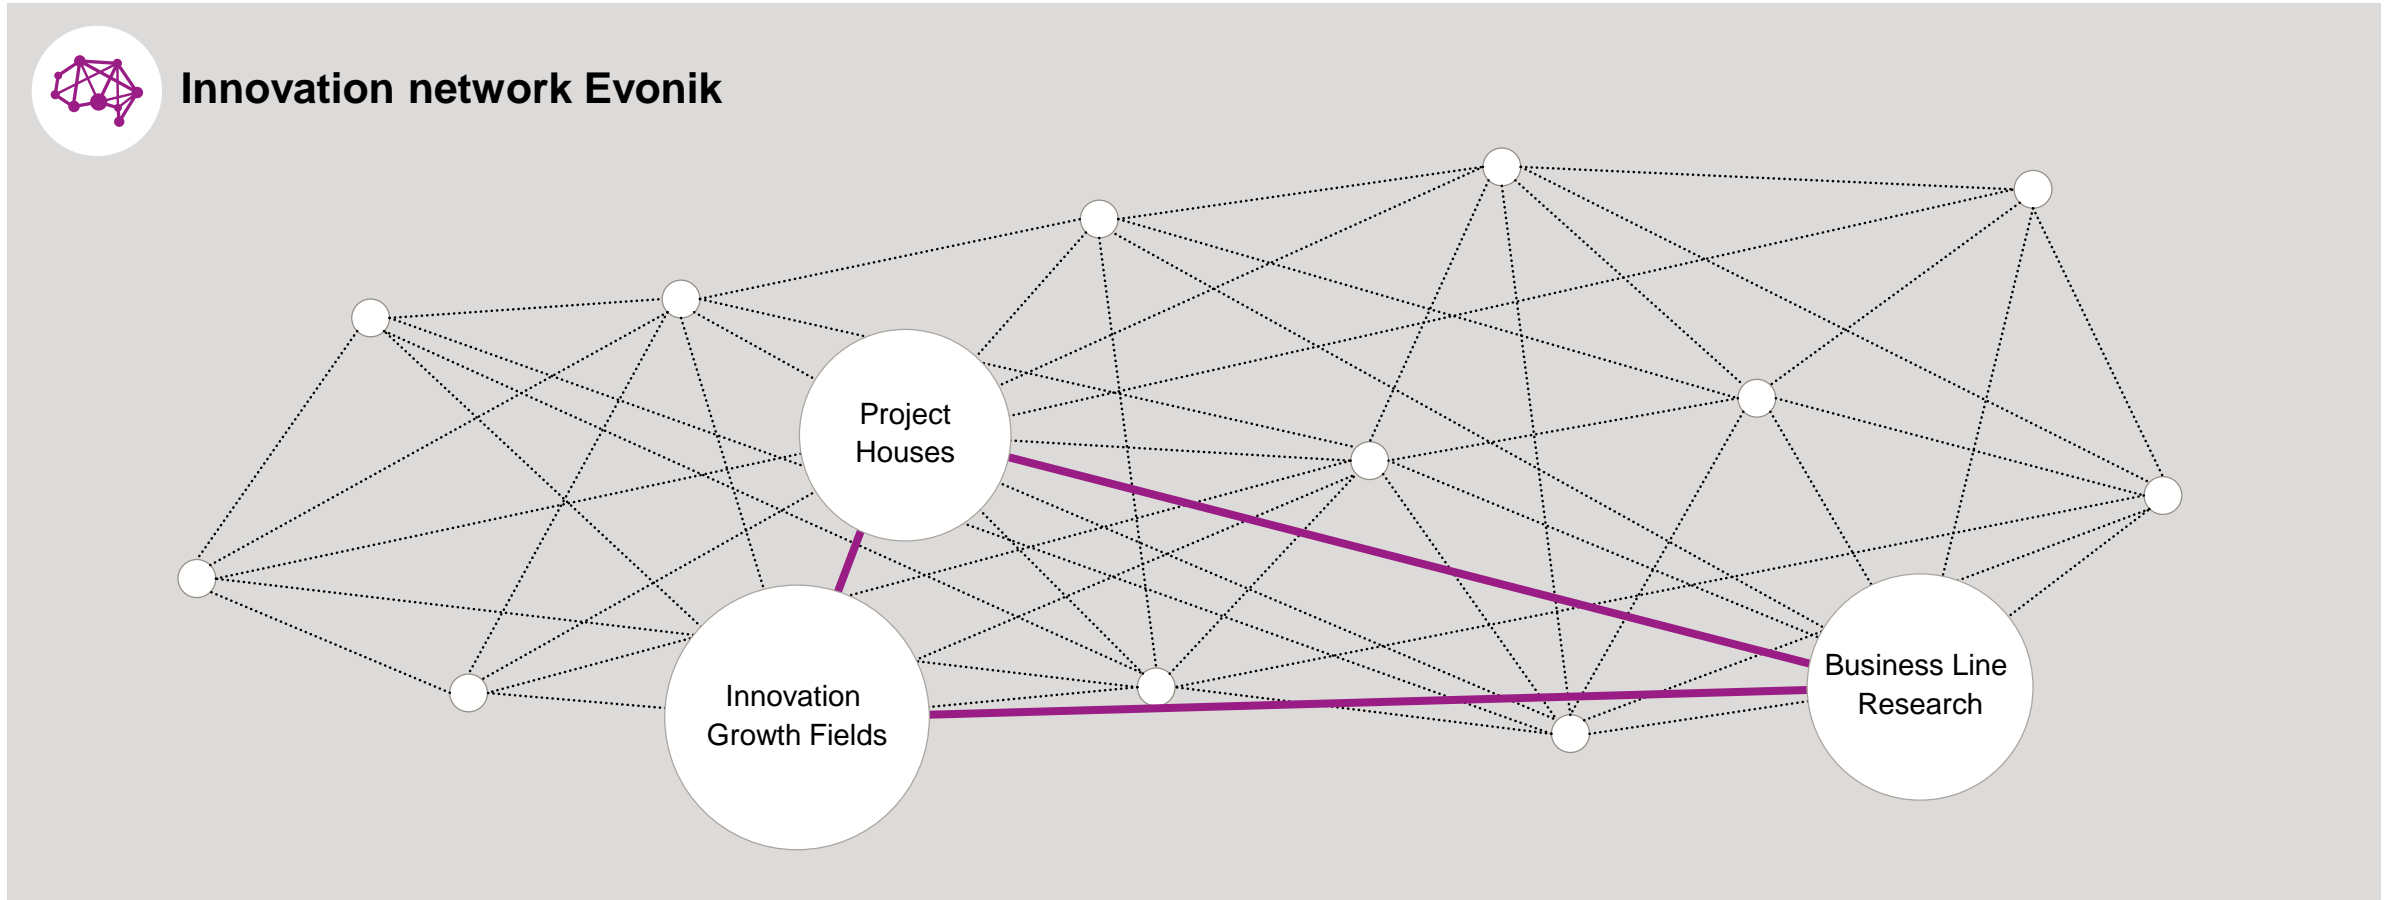 Innovation network Evonik
Project
Houses
Innovation
Growth Fields
Business Line
Research